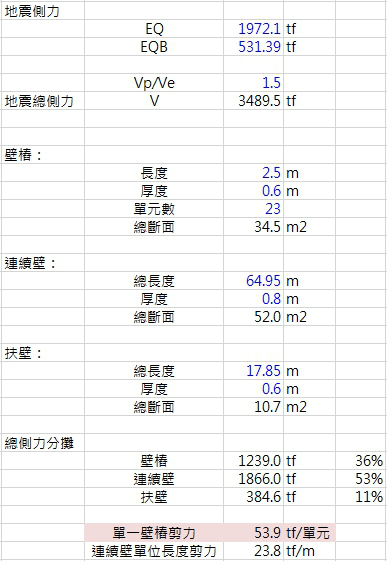 地震側力
EQ 1972.1 tf
EQB 531.39 tf
Vp/Ve 1.5
地震總側力 V 3489.5 tf
壁樁：
長度 2.5 m
厚度 0.6 m
單元數 23
總斷面 34.5 m2
連續壁：
總長度 64.95 m
厚度 0.8 m
總斷面 52.0 m2
扶壁：
總長度 17.85 m
厚度 0.6 m
總斷面 10.7 m2
總側力分攤
壁樁 1239.0 tf 36%
連續壁 1866.0 tf 53%
扶壁 384.6 tf 11%
單一壁樁剪力 53.9 tf/單元
連續壁單位長度剪力 23.8 tf/m